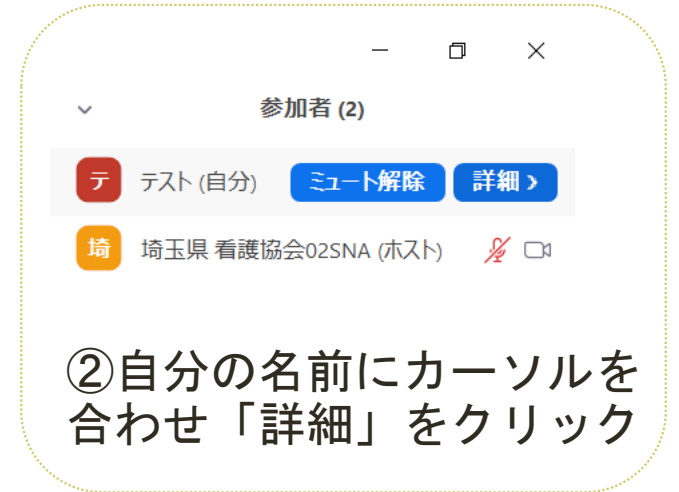 参加者 (2)
テ テスト (自分) ミュート解除 詳細 >
埼 埼玉県 看護協会02SNA (ホスト)
②自分の名前にカーソルを
合わせ「詳細」をクリック